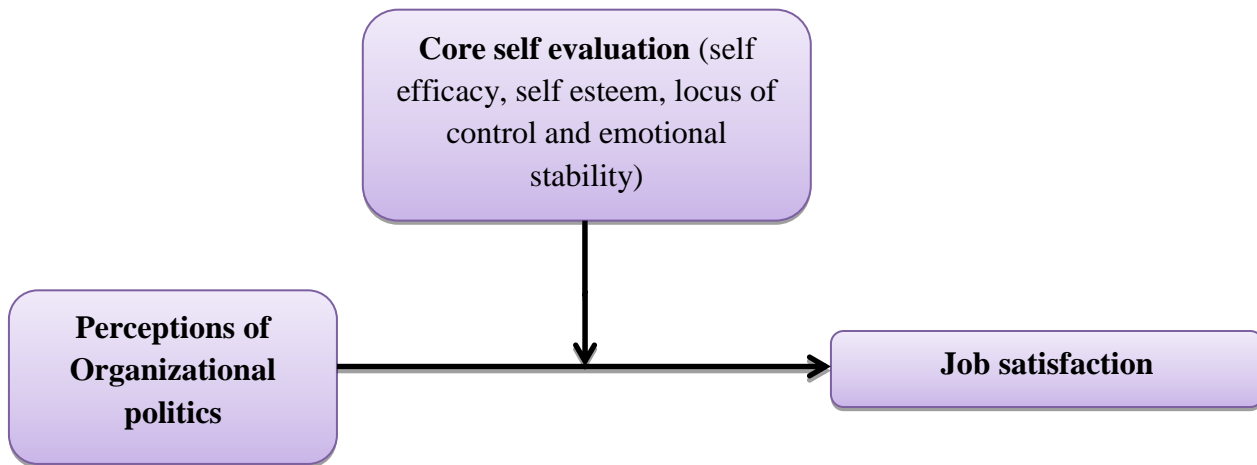 Core self evaluation (self
efficacy, self esteem, locus of
control and emotional
stability)
Perceptions of
Organizational
politics
Job satisfaction